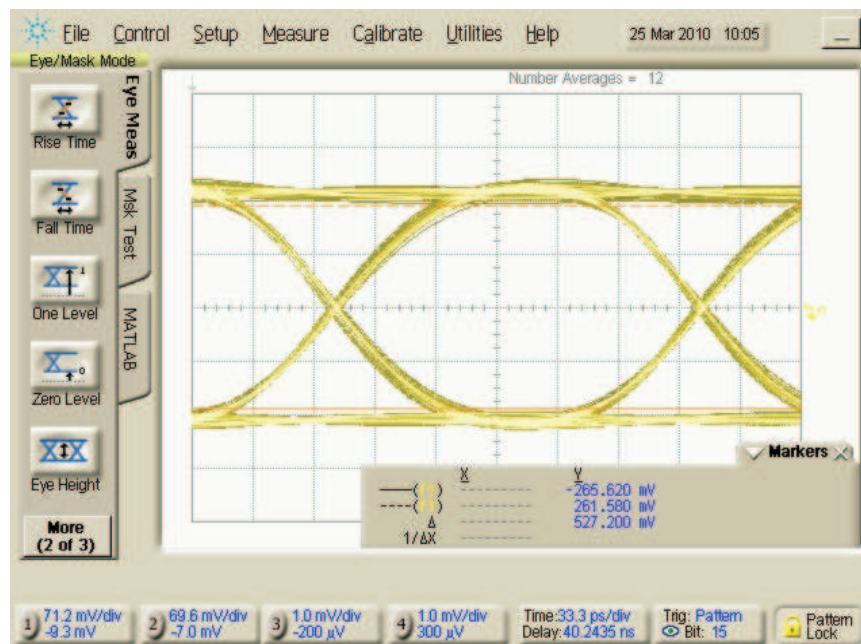 File Control Setup Measure Calibrate Utilities Help 25 Mar 2010 10:05
Eye/Mask Mode
Number Averages = 12
Eye Meas
Msk Test
MATLAB
Rise Time
Fall Time
One Level
Zero Level
Eye Height
More
(2 of 3)
Markers
X Y
-265.620 mV
261.580 mV
Δ 527.200 mV
1/ΔX
1 71.2 mV/div
-9.3 mV
2 69.6 mV/div
-7.0 mV
3 1.0 mV/div
-200 µV
4 1.0 mV/div
300 µV
Time:33.3 ps/div
Delay:40.2435 ns
Trig: Pattern
Bit: 15
Pattern
Lock